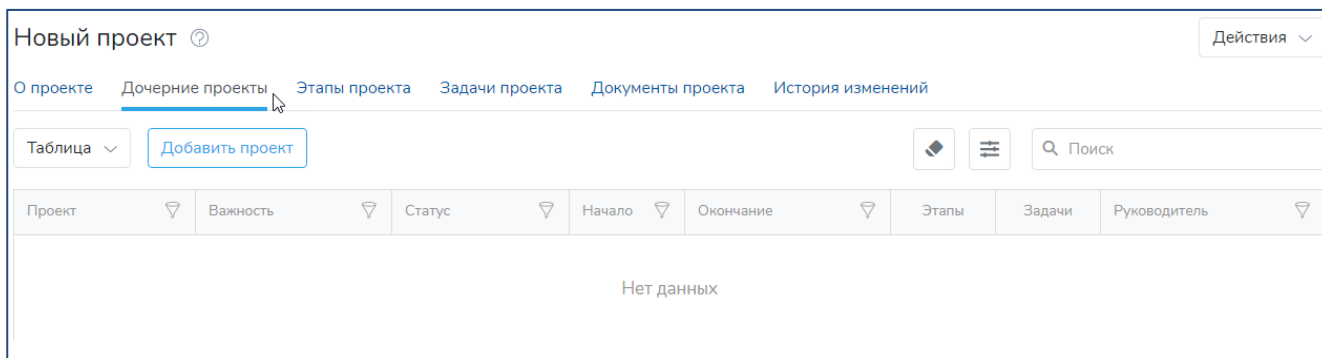 Новый проект
Действия
О проекте Дочерние проекты Этапы проекта Задачи проекта Документы проекта История изменений
Таблица Добавить проект Поиск
Проект Важность Статус Начало Окончание Этапы Задачи Руководитель
Нет данных